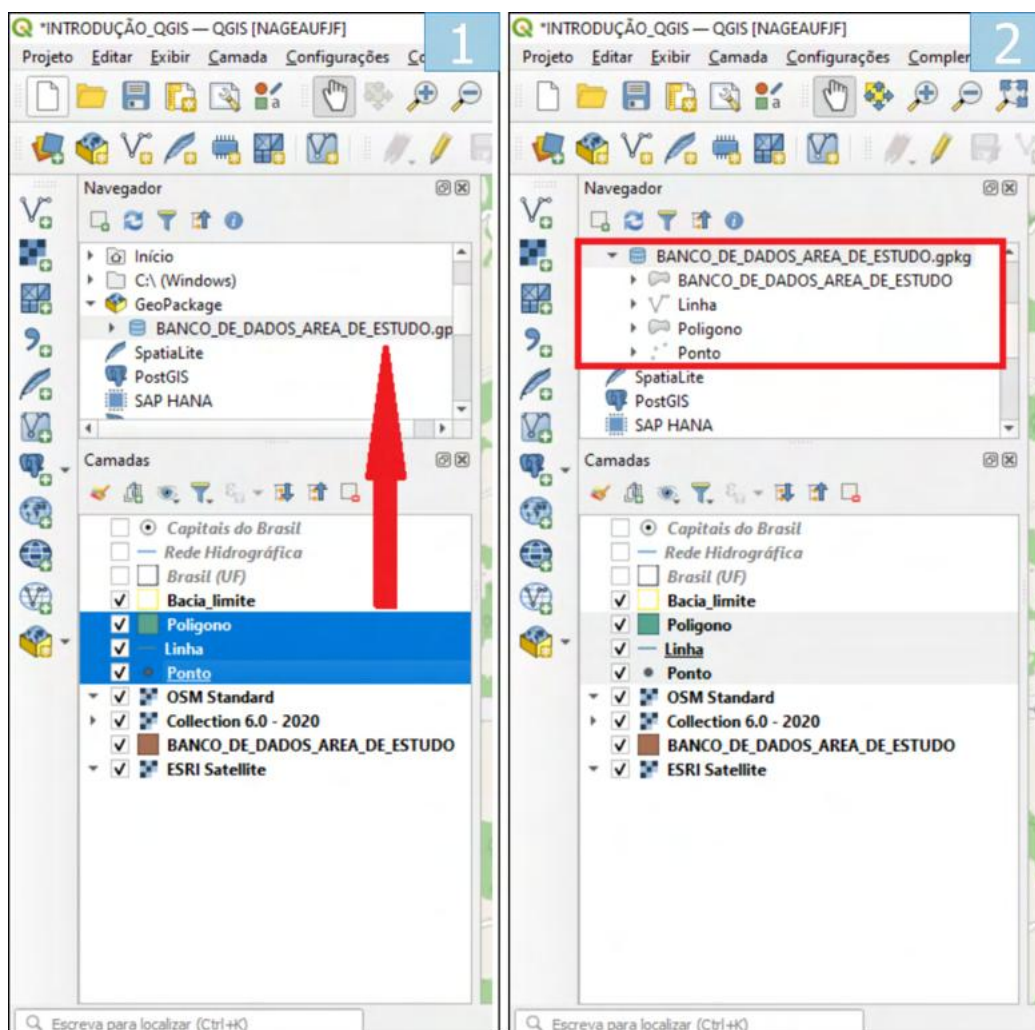 *INTRODUÇÃO_QGIS — QGIS [NAGEAUFJF]
1
Projeto Editar Exibir Camada Configurações Co
Navegador
Início
C:\ (Windows)
GeoPackage
BANCO_DE_DADOS_AREA_DE_ESTUDO.gp
SpatiaLite
PostGIS
SAP HANA
Camadas
Capitais do Brasil
Rede Hidrográfica
Brasil (UF)
Bacia_limite
Poligono
Linha
Ponto
OSM Standard
Collection 6.0 - 2020
BANCO_DE_DADOS_AREA_DE_ESTUDO
ESRI Satellite
Escreva para localizar (Ctrl+K)
*INTRODUÇÃO_QGIS — QGIS [NAGEAUFJF]
2
Projeto Editar Exibir Camada Configurações Compler
Navegador
BANCO_DE_DADOS_AREA_DE_ESTUDO.gpkg
BANCO_DE_DADOS_AREA_DE_ESTUDO
Linha
Poligono
Ponto
SpatiaLite
PostGIS
SAP HANA
Camadas
Capitais do Brasil
Rede Hidrográfica
Brasil (UF)
Bacia_limite
Poligono
Linha
Ponto
OSM Standard
Collection 6.0 - 2020
BANCO_DE_DADOS_AREA_DE_ESTUDO
ESRI Satellite
Escreva para localizar (Ctrl+K)